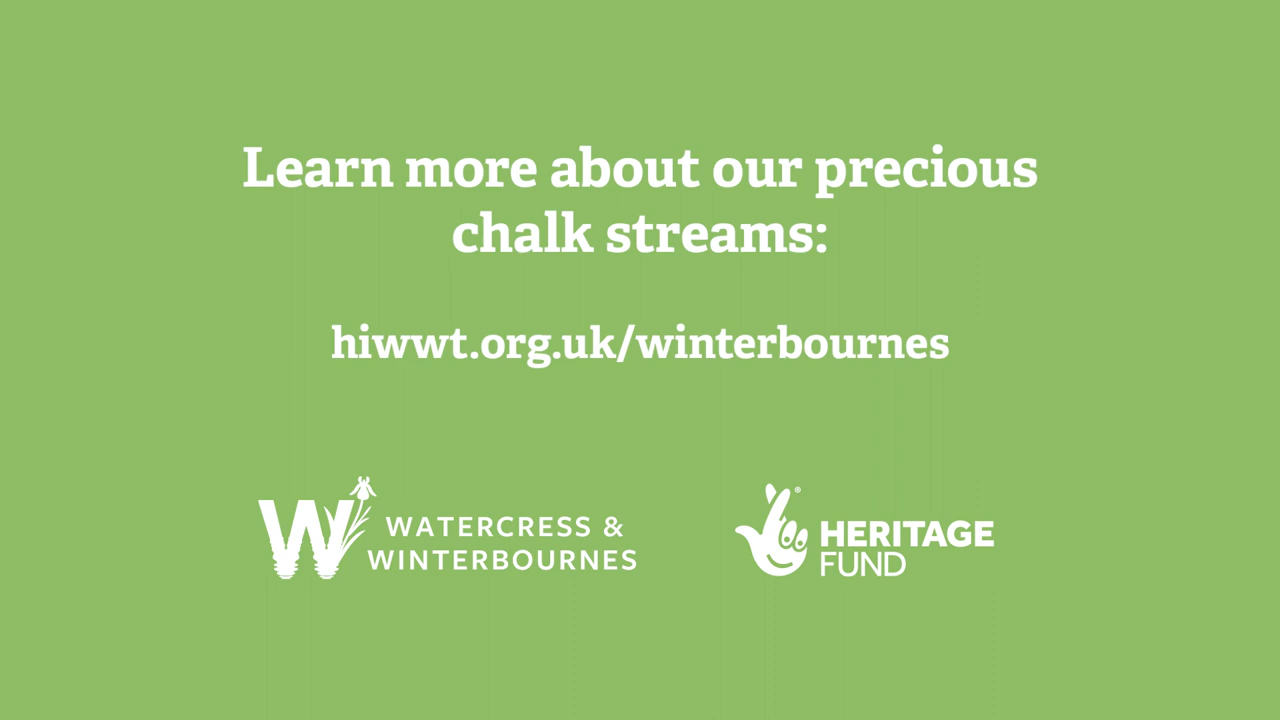 Learn more about our precious
chalk streams:
hiwwt.org.uk/winterbournes
W WATERCRESS &
WINTERBOURNES
® HERITAGE
FUND